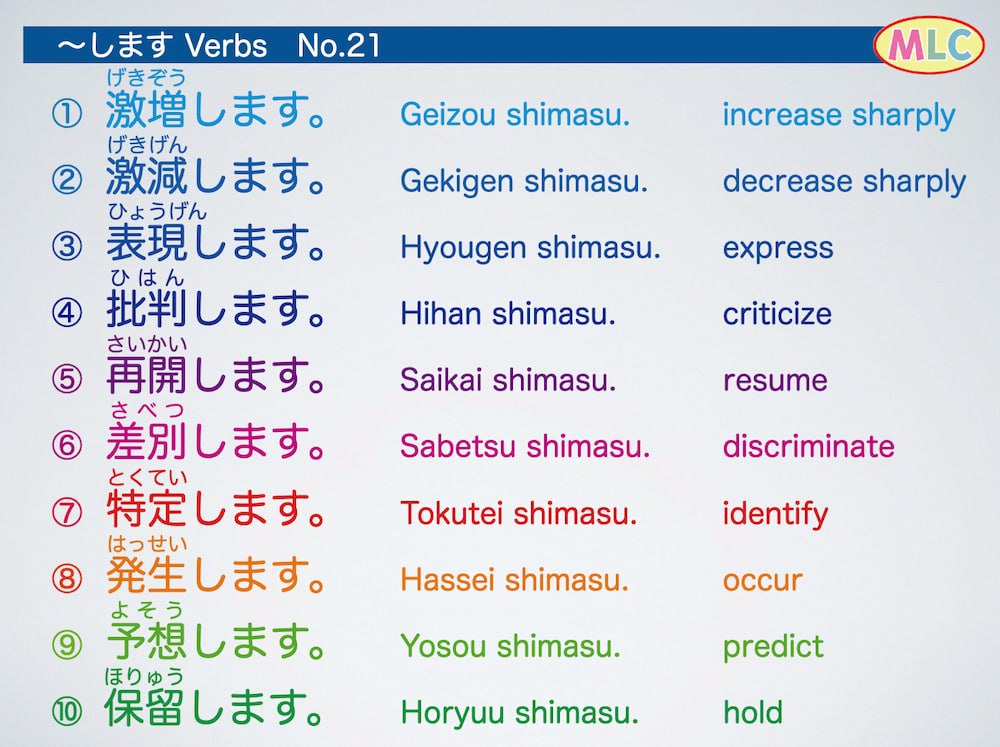 ～します Verbs　No.21
MLC
げきぞう
① 激増します。 Geizou shimasu. increase sharply
げきげん
② 激減します。 Gekigen shimasu. decrease sharply
ひょうげん
③ 表現します。 Hyougen shimasu. express
ひはん
④ 批判します。 Hihan shimasu. criticize
さいかい
⑤ 再開します。 Saikai shimasu. resume
さべつ
⑥ 差別します。 Sabetsu shimasu. discriminate
とくてい
⑦ 特定します。 Tokutei shimasu. identify
はっせい
⑧ 発生します。 Hassei shimasu. occur
よそう
⑨ 予想します。 Yosou shimasu. predict
ほりゅう
⑩ 保留します。 Horyuu shimasu. hold